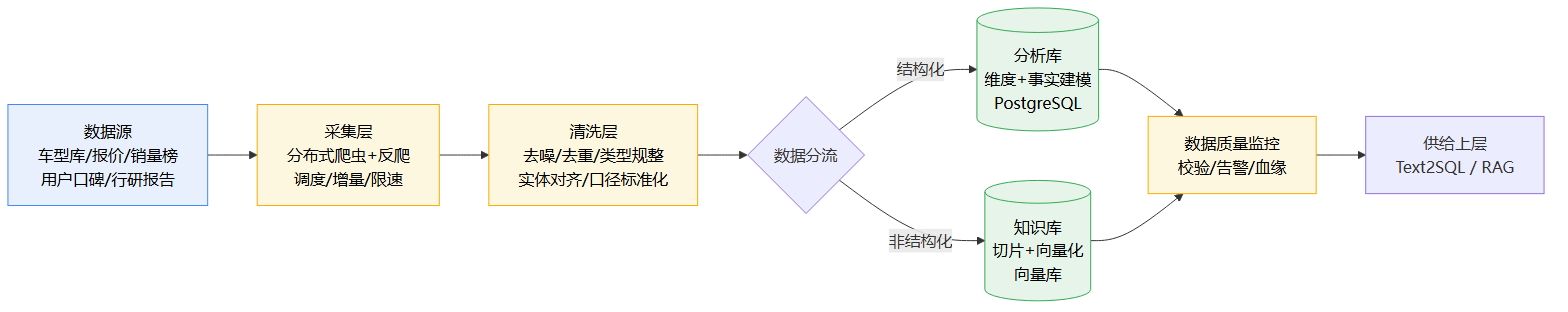 数据源
车型库/报价/销量榜
用户口碑/行研报告
采集层
分布式爬虫+反爬
调度/增量/限速
清洗层
去噪/去重/类型规整
实体对齐/口径标准化
数据分流
结构化
分析库
维度+事实建模
PostgreSQL
非结构化
知识库
切片+向量化
向量库
数据质量监控
校验/告警/血缘
供给上层
Text2SQL / RAG